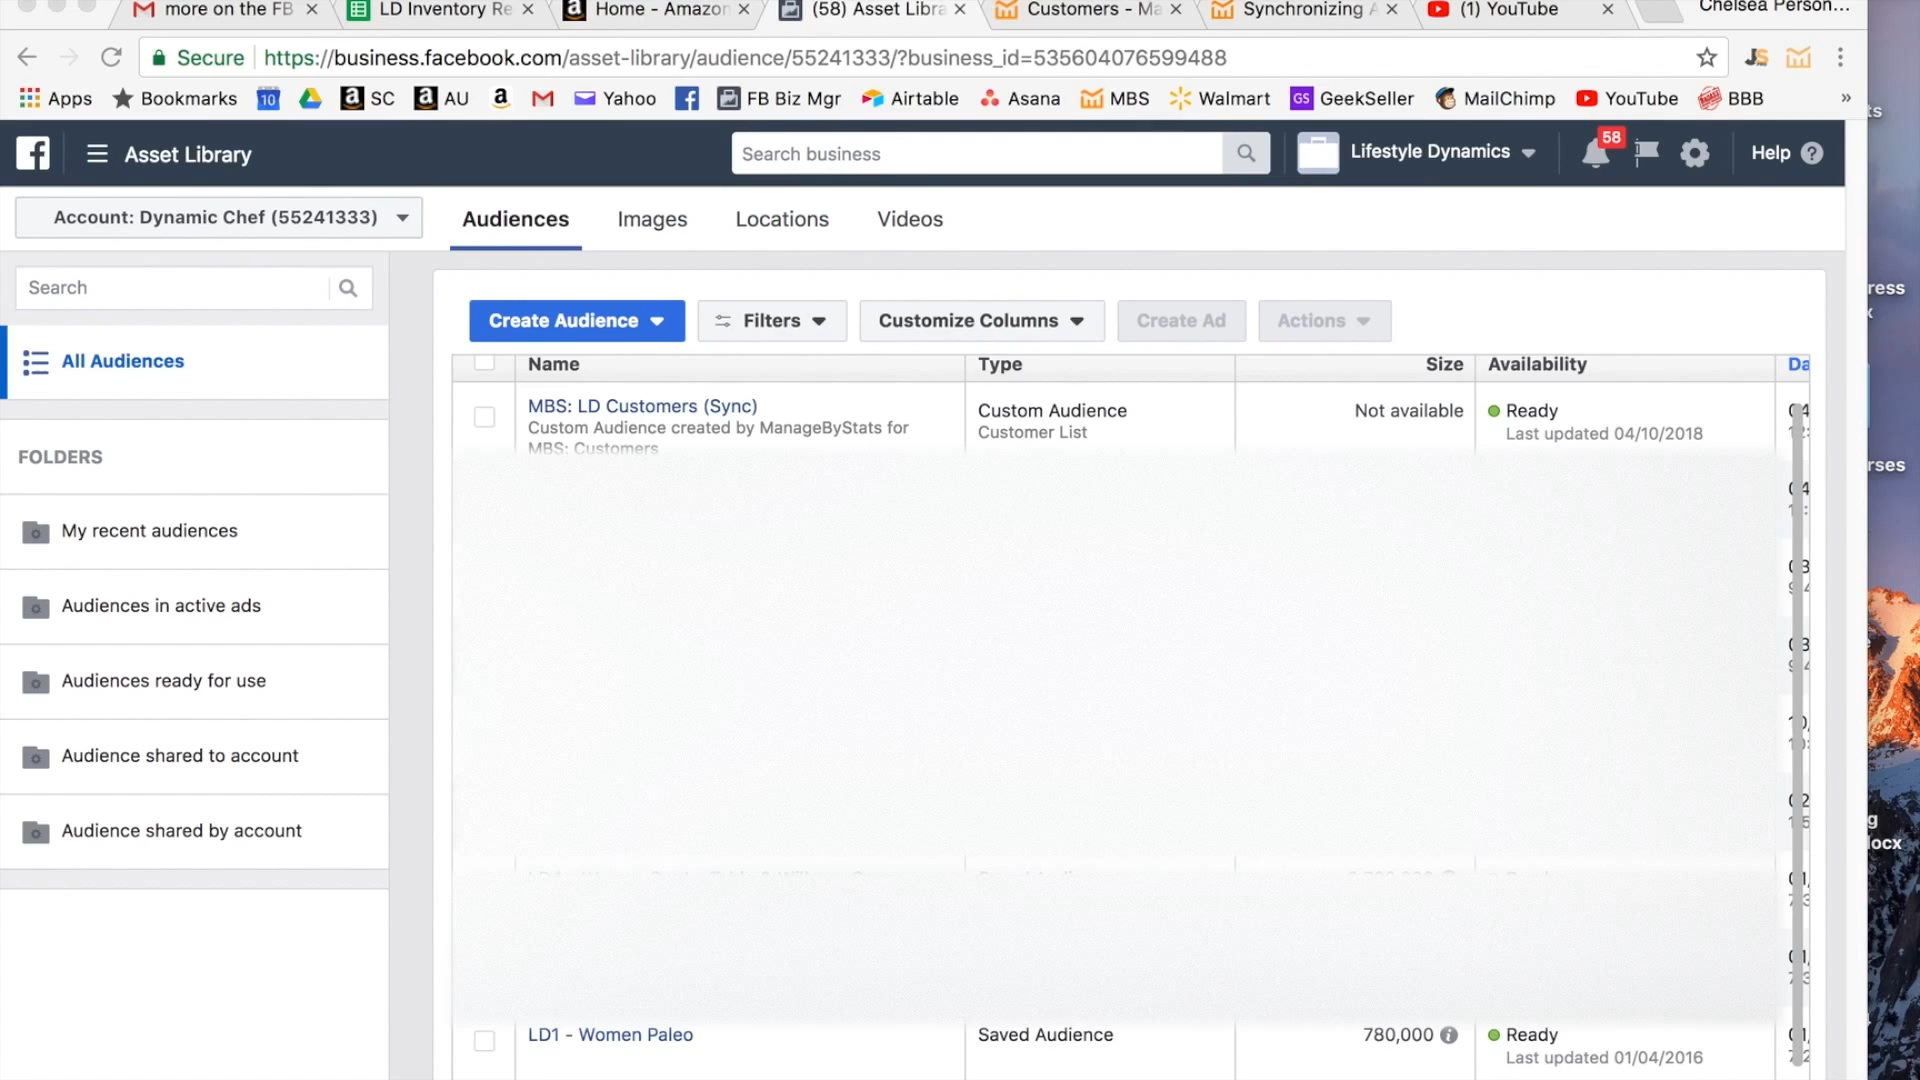 more on the FB
LD Inventory Re
Home - Amazon
(58) Asset Libra
Customers - Ma
Synchronizing A
(1) YouTube
Chelsea Person...
Secure
https://business.facebook.com/asset-library/audience/55241333/?business_id=535604076599488
Apps
Bookmarks
10
SC
AU
Yahoo
FB Biz Mgr
Airtable
Asana
MBS
Walmart
GS
GeekSeller
MailChimp
YouTube
BBB
»
Asset Library
Search business
Lifestyle Dynamics
58
Help
Account: Dynamic Chef (55241333)
Audiences
Images
Locations
Videos
Search
Create Audience
Filters
Customize Columns
Create Ad
Actions
All Audiences
Name
Type
Size
Availability
Da
MBS: LD Customers (Sync)
Custom Audience created by ManageByStats for
MBS: Customers
Custom Audience
Customer List
Not available
Ready
Last updated 04/10/2018
FOLDERS
My recent audiences
Audiences in active ads
Audiences ready for use
Audience shared to account
Audience shared by account
LD1 - Women Paleo
Saved Audience
780,000
Ready
Last updated 01/04/2016
ress
rses
ocx